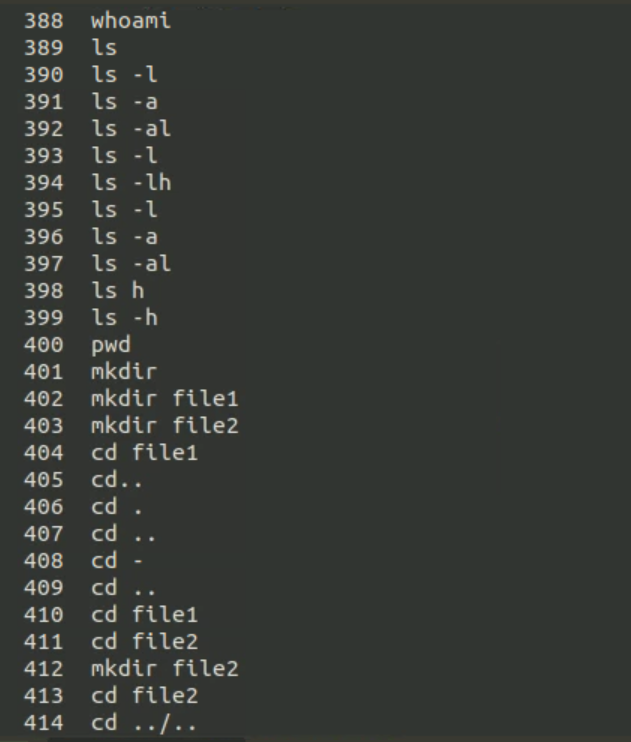 388 whoami
389 ls
390 ls -l
391 ls -a
392 ls -al
393 ls -l
394 ls -lh
395 ls -l
396 ls -a
397 ls -al
398 ls h
399 ls -h
400 pwd
401 mkdir
402 mkdir file1
403 mkdir file2
404 cd file1
405 cd..
406 cd .
407 cd ..
408 cd -
409 cd ..
410 cd file1
411 cd file2
412 mkdir file2
413 cd file2
414 cd ../..